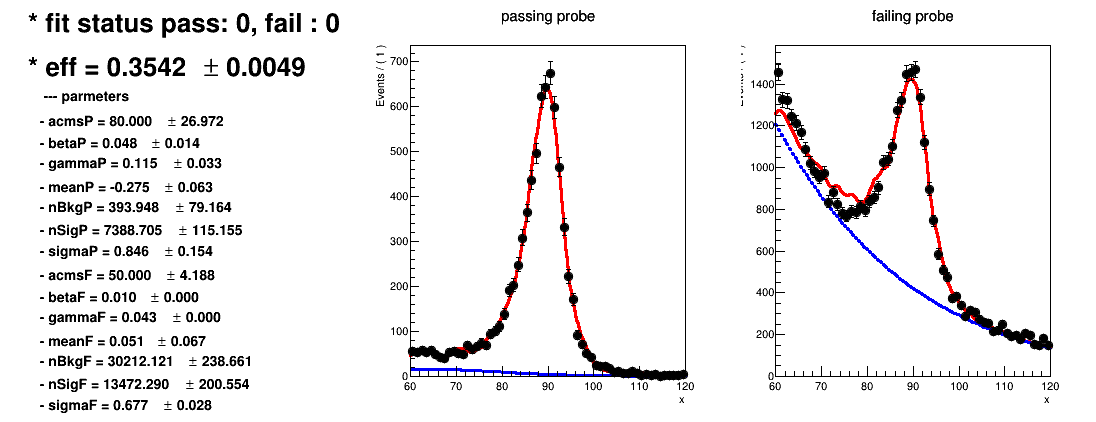 * fit status pass: 0, fail : 0
* eff = 0.3542 ± 0.0049
--- parmeters
- acmsP = 80.000 ± 26.972
- betaP = 0.048 ± 0.014
- gammaP = 0.115 ± 0.033
- meanP = -0.275 ± 0.063
- nBkgP = 393.948 ± 79.164
- nSigP = 7388.705 ± 115.155
- sigmaP = 0.846 ± 0.154
- acmsF = 50.000 ± 4.188
- betaF = 0.010 ± 0.000
- gammaF = 0.043 ± 0.000
- meanF = 0.051 ± 0.067
- nBkgF = 30212.121 ± 238.661
- nSigF = 13472.290 ± 200.554
- sigmaF = 0.677 ± 0.028
passing probe
Events / ( 1 )
700
600
500
400
300
200
100
0
60 70 80 90 100 110 120
x
failing probe
Events / ( 1 )
1400
1200
1000
800
600
400
200
0
60 70 80 90 100 110 120
x